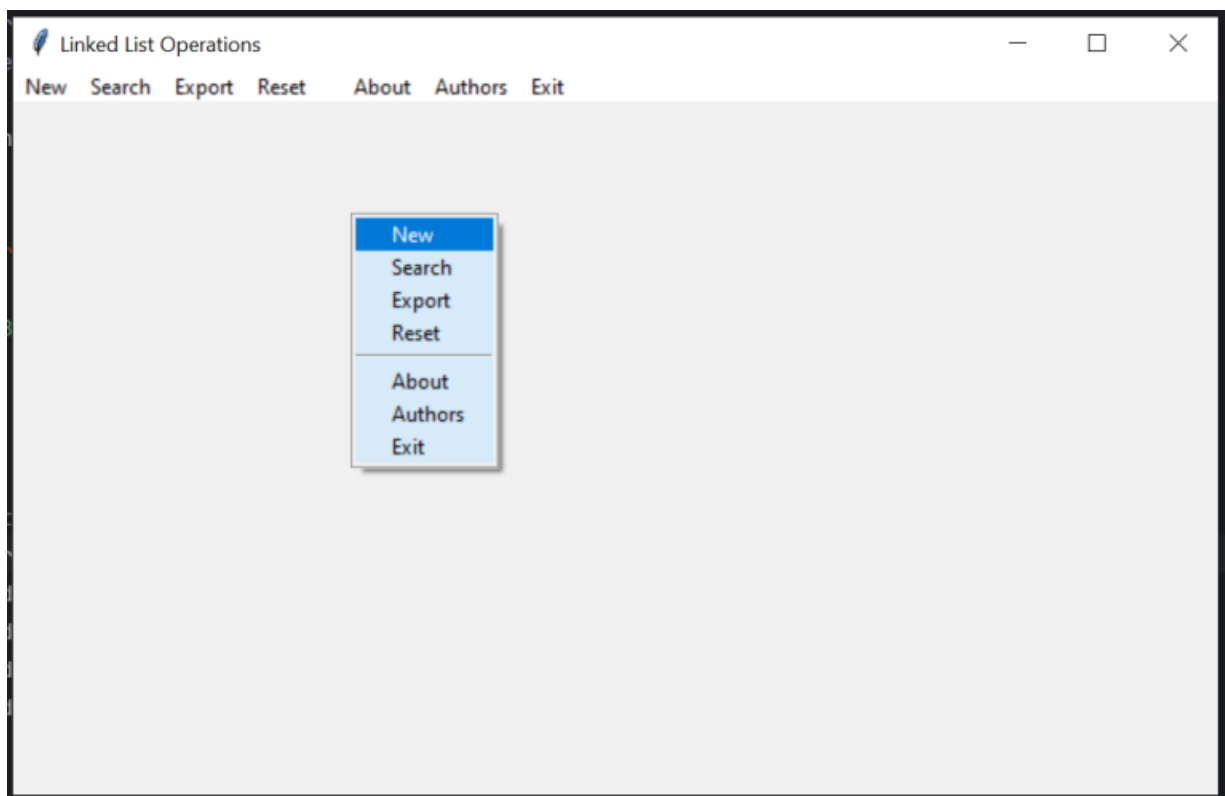 Linked List Operations
New Search Export Reset About Authors Exit
New
Search
Export
Reset
About
Authors
Exit